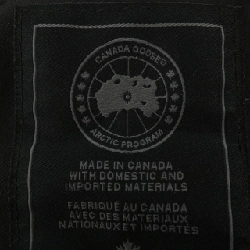 CANADA GOOSE®
ARCTIC PROGRAM
MADE IN CANADA
WITH DOMESTIC AND
IMPORTED MATERIALS
FABRIQUÉ AU CANADA
AVEC DES MATERIAUX
NATIONAUX ET IMPORTÉS